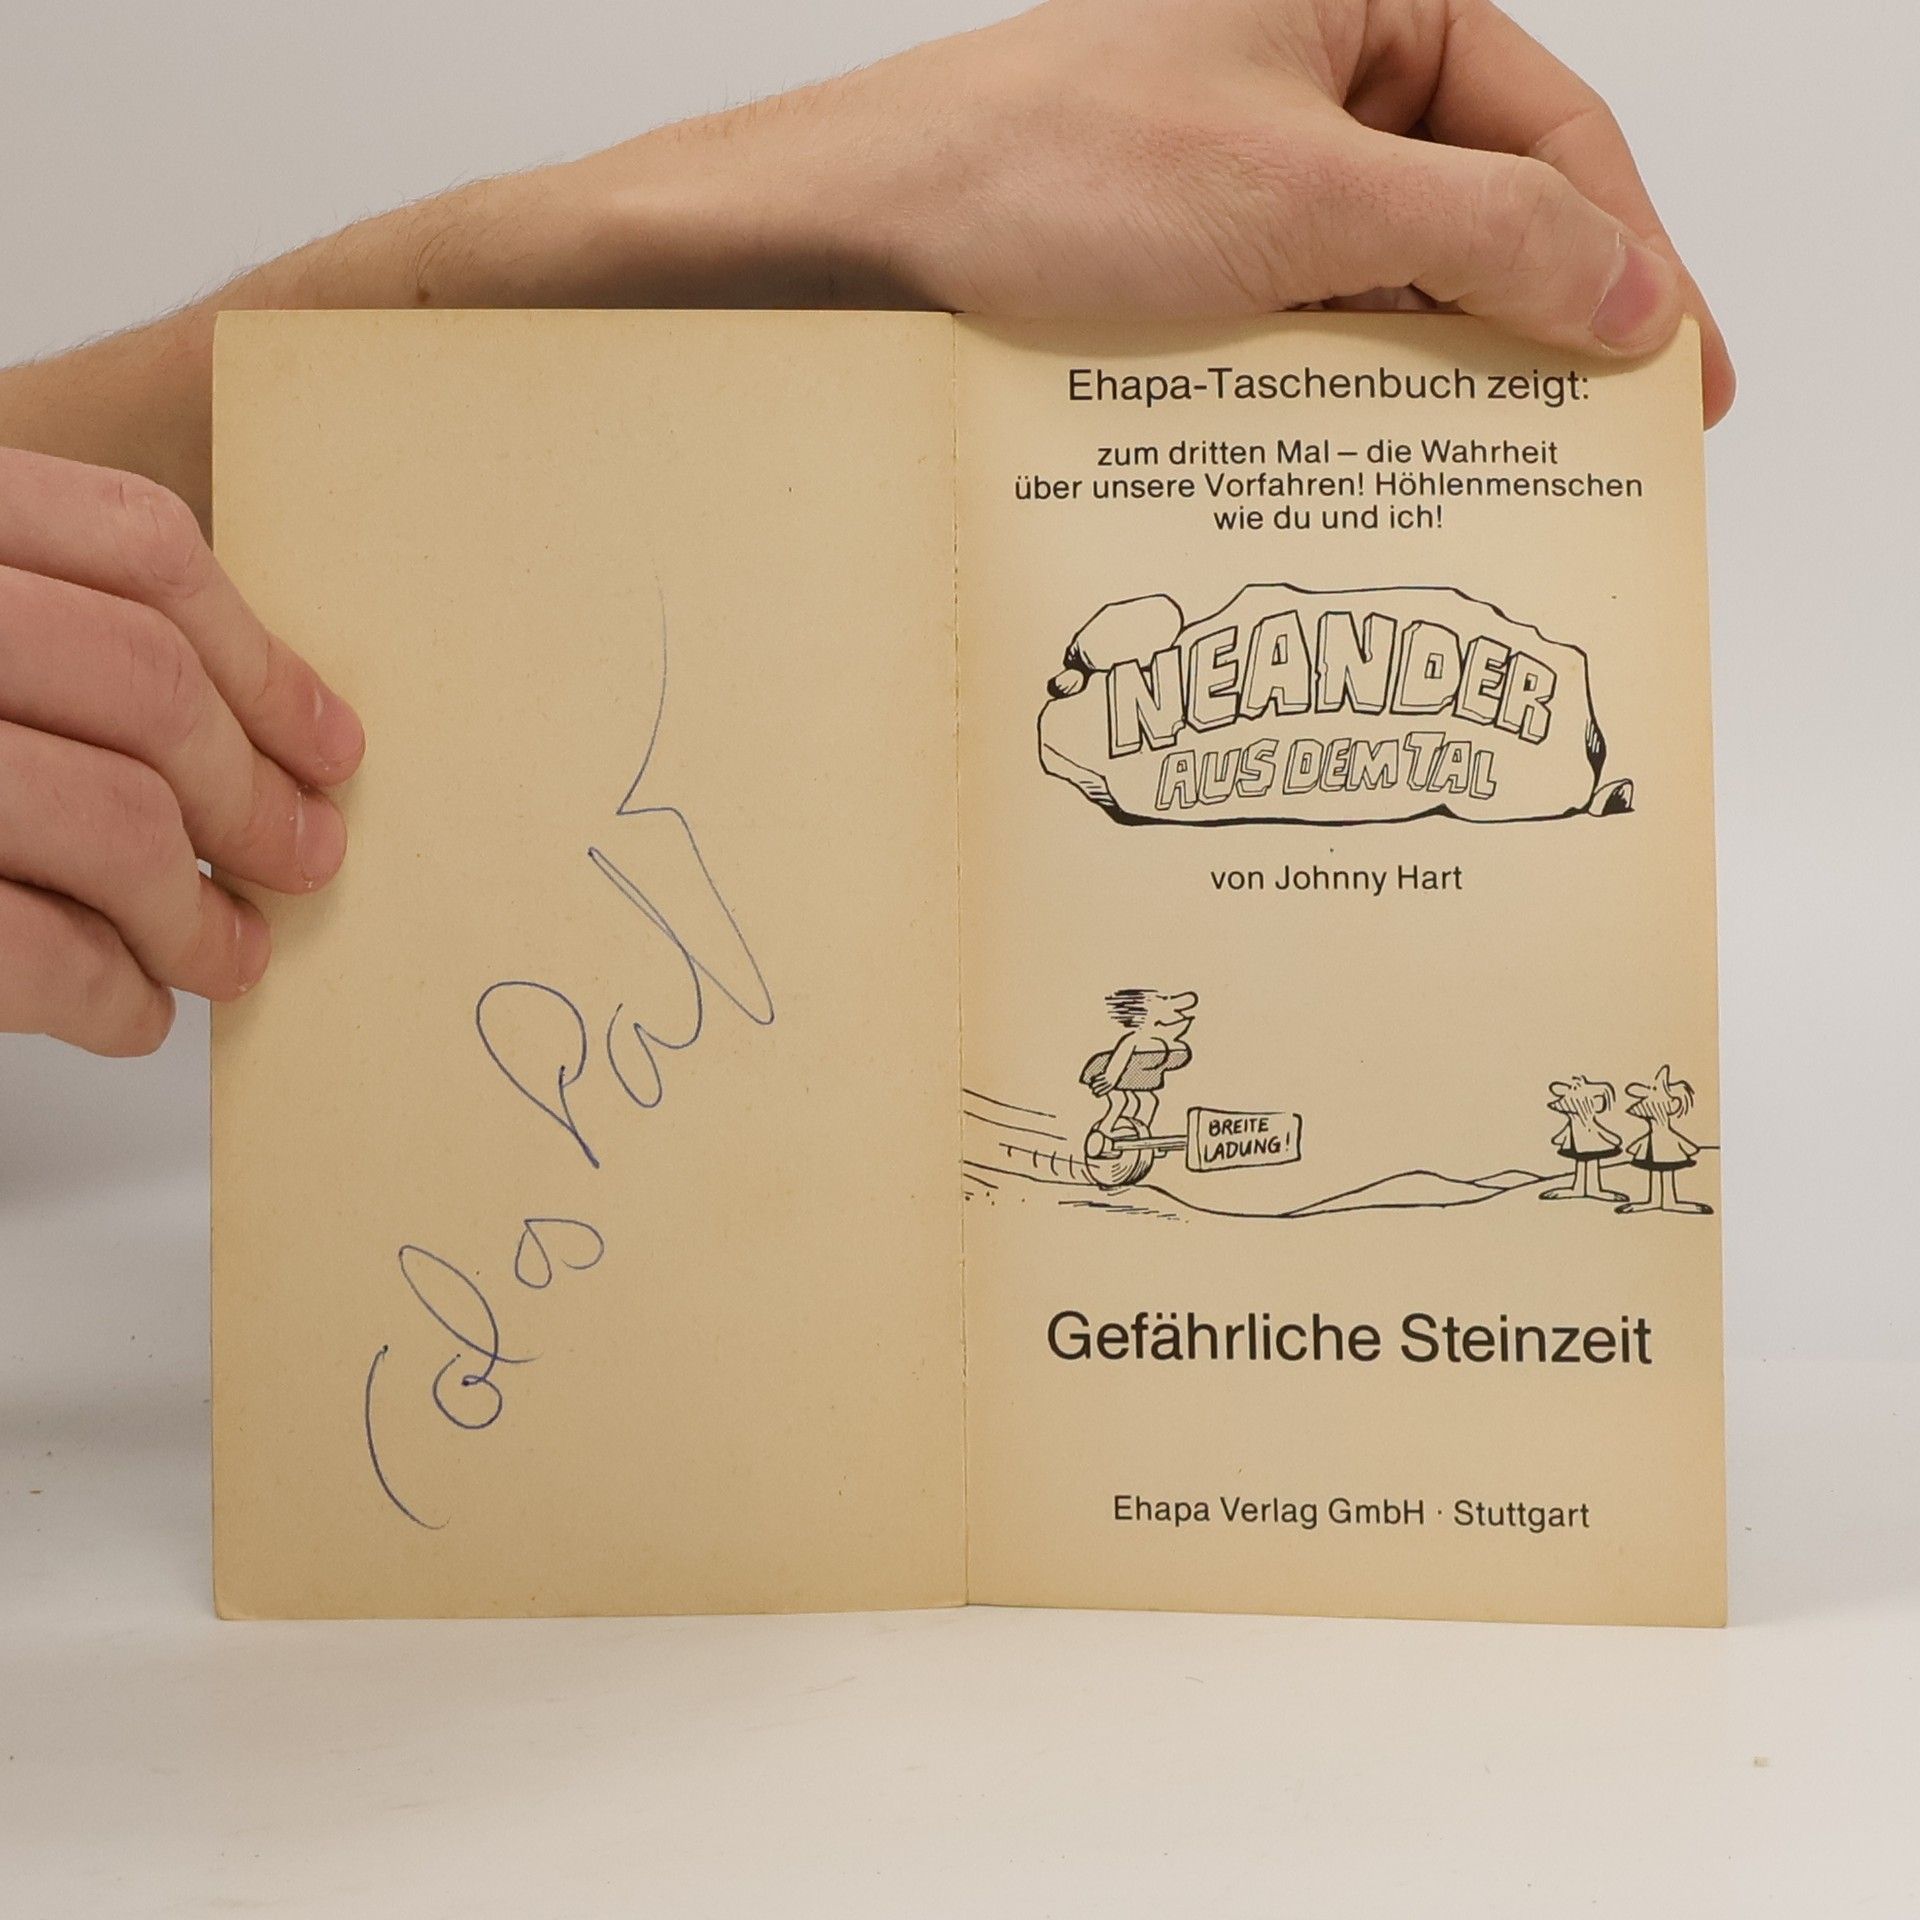 Ehapa-Taschenbuch zeigt:
zum dritten Mal – die Wahrheit
über unsere Vorfahren! Höhlenmenschen
wie du und ich!
NEANDER
AUS DEM TAL
von Johnny Hart
BREITE
LADUNG!
Gefährliche Steinzeit
Ehapa Verlag GmbH · Stuttgart